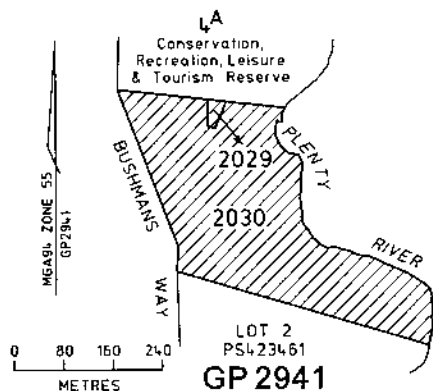 4A
Conservation,
Recreation, Leisure
& Tourism Reserve
BUSHMANS
WAY
PLENTY
RIVER
2029
2030
MGA94 ZONE 55
GP2941
LOT 2
PS423461
0 80 160 240
METRES
GP 2941